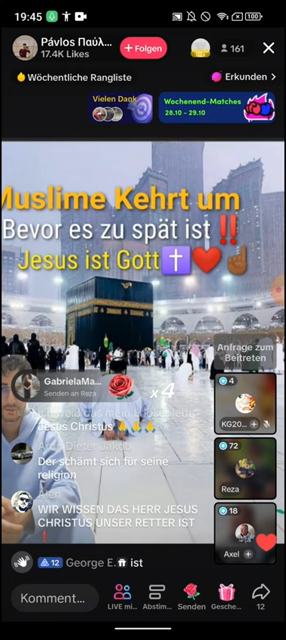 19:45
100
Pávlos Παύλ...
17.4K Likes
+ Folgen
161
Wöchentliche Rangliste
Erkunden >
Vielen Dank
Wochenend-Matches
28.10 - 29.10
Muslime Kehrt um
Bevor es zu spät ist‼️
Jesus ist Gott✝️❤️☝🏾
Anfrage zum
Beitreten
GabrielaMa...
Senden an Reza
x4
4
KG20...
Jesus Christus 🙏🙏🙏
Der schämt sich für seine
religion
72
Reza
WIR WISSEN DAS HERR JESUS
CHRISTUS UNSER RETTER IST
❗
18
Axel
12 George E. ist
Komment...
LIVE mi...
Abstim...
Senden
Gesche...
12